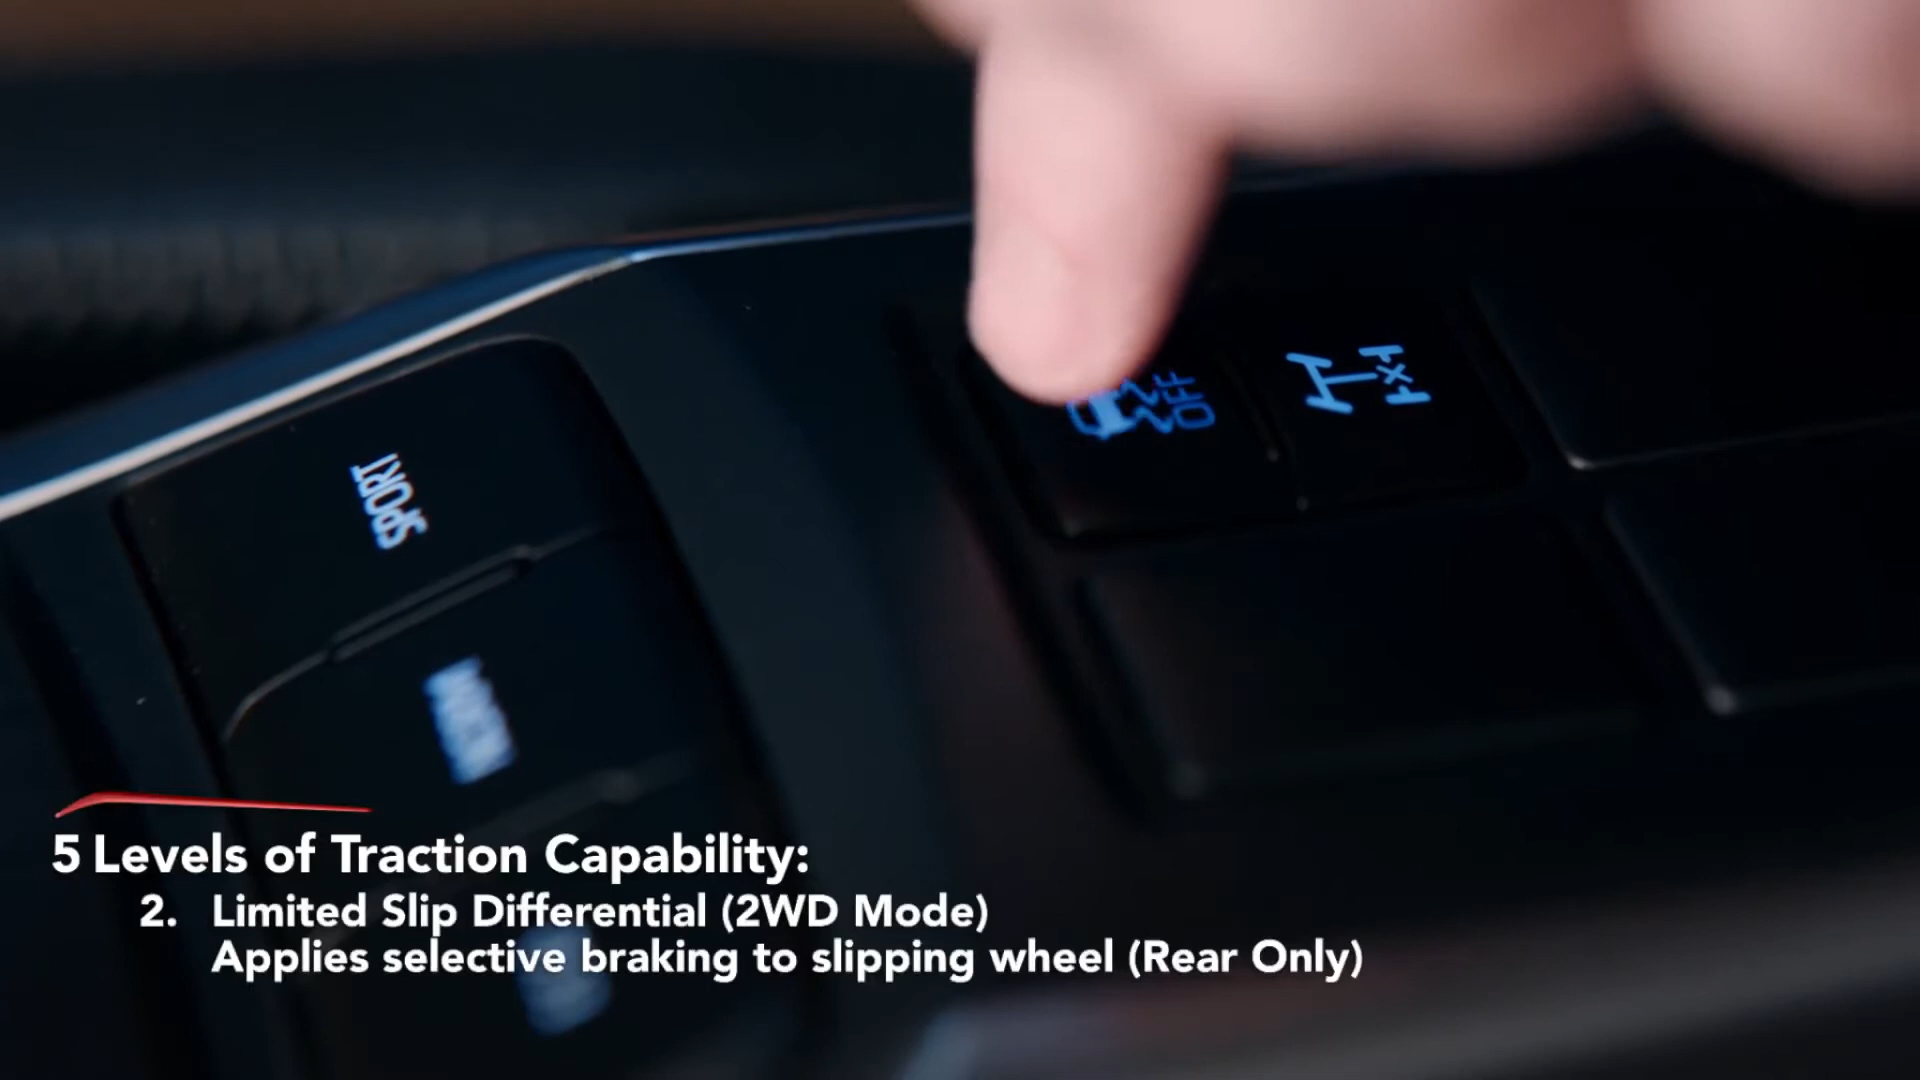 OFF
SPORT
5 Levels of Traction Capability:
2. Limited Slip Differential (2WD Mode)
Applies selective braking to slipping wheel (Rear Only)